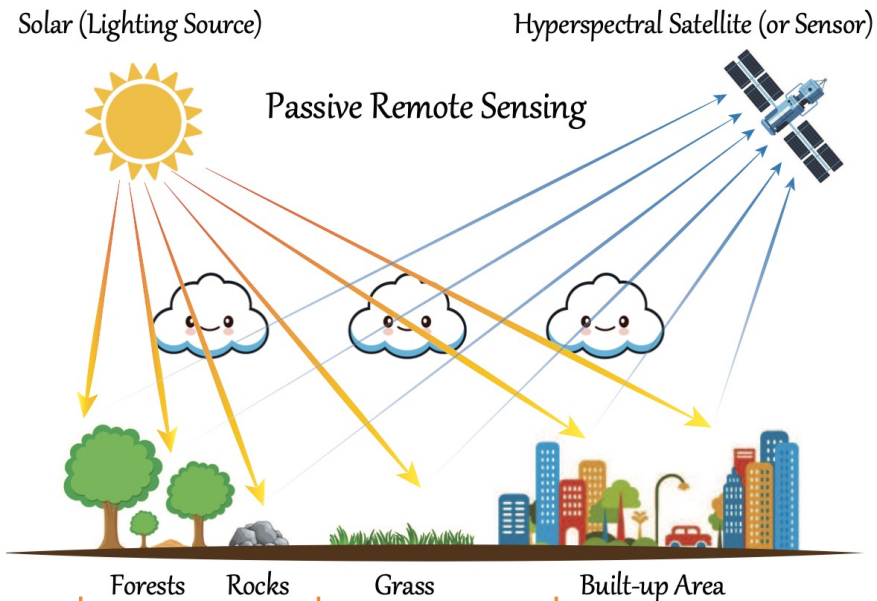 Solar (Lighting Source)
Hyperspectral Satellite (or Sensor)
Passive Remote Sensing
Forests
Rocks
Grass
Built-up Area